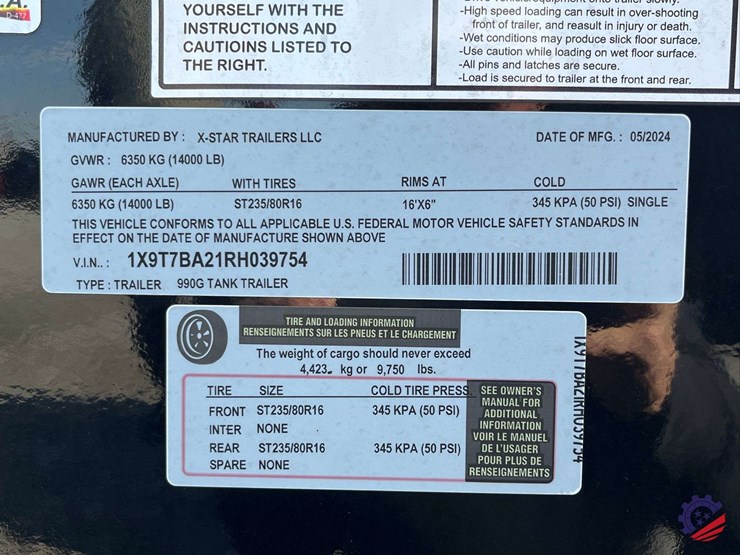 D-477
YOURSELF WITH THE
INSTRUCTIONS AND
CAUTIOINS LISTED TO
THE RIGHT.
-High speed loading can result in over-shooting
front of trailer, and reasult in injury or death.
-Wet conditions may produce slick floor surface.
-Use caution while loading on wet floor surface.
-All pins and latches are secure.
-Load is secured to trailer at the front and rear.
MANUFACTURED BY : X-STAR TRAILERS LLC DATE OF MFG. : 05/2024
GVWR : 6350 KG (14000 LB)
GAWR (EACH AXLE) WITH TIRES RIMS AT COLD
6350 KG (14000 LB) ST235/80R16 16'X6" 345 KPA (50 PSI) SINGLE
THIS VEHICLE CONFORMS TO ALL APPLICABLE U.S. FEDERAL MOTOR VEHICLE SAFETY STANDARDS IN
EFFECT ON THE DATE OF MANUFACTURE SHOWN ABOVE
V.I.N.. : 1X9T7BA21RH039754
TYPE : TRAILER 990G TANK TRAILER
TIRE AND LOADING INFORMATION
RENSEIGNEMENTS SUR LES PNEUS ET LE CHARGEMENT
The weight of cargo should never exceed
4,423 kg or 9,750 lbs.
TIRE SIZE COLD TIRE PRESS
FRONT ST235/80R16 345 KPA (50 PSI)
INTER NONE
REAR ST235/80R16 345 KPA (50 PSI)
SPARE NONE
SEE OWNER'S
MANUAL FOR
ADDITIONAL
INFORMATION
VOIR LE MANUEL
DE L'USAGER
POUR PLUS DE
RENSEIGNEMENTS
1X9T7BA21RH039754